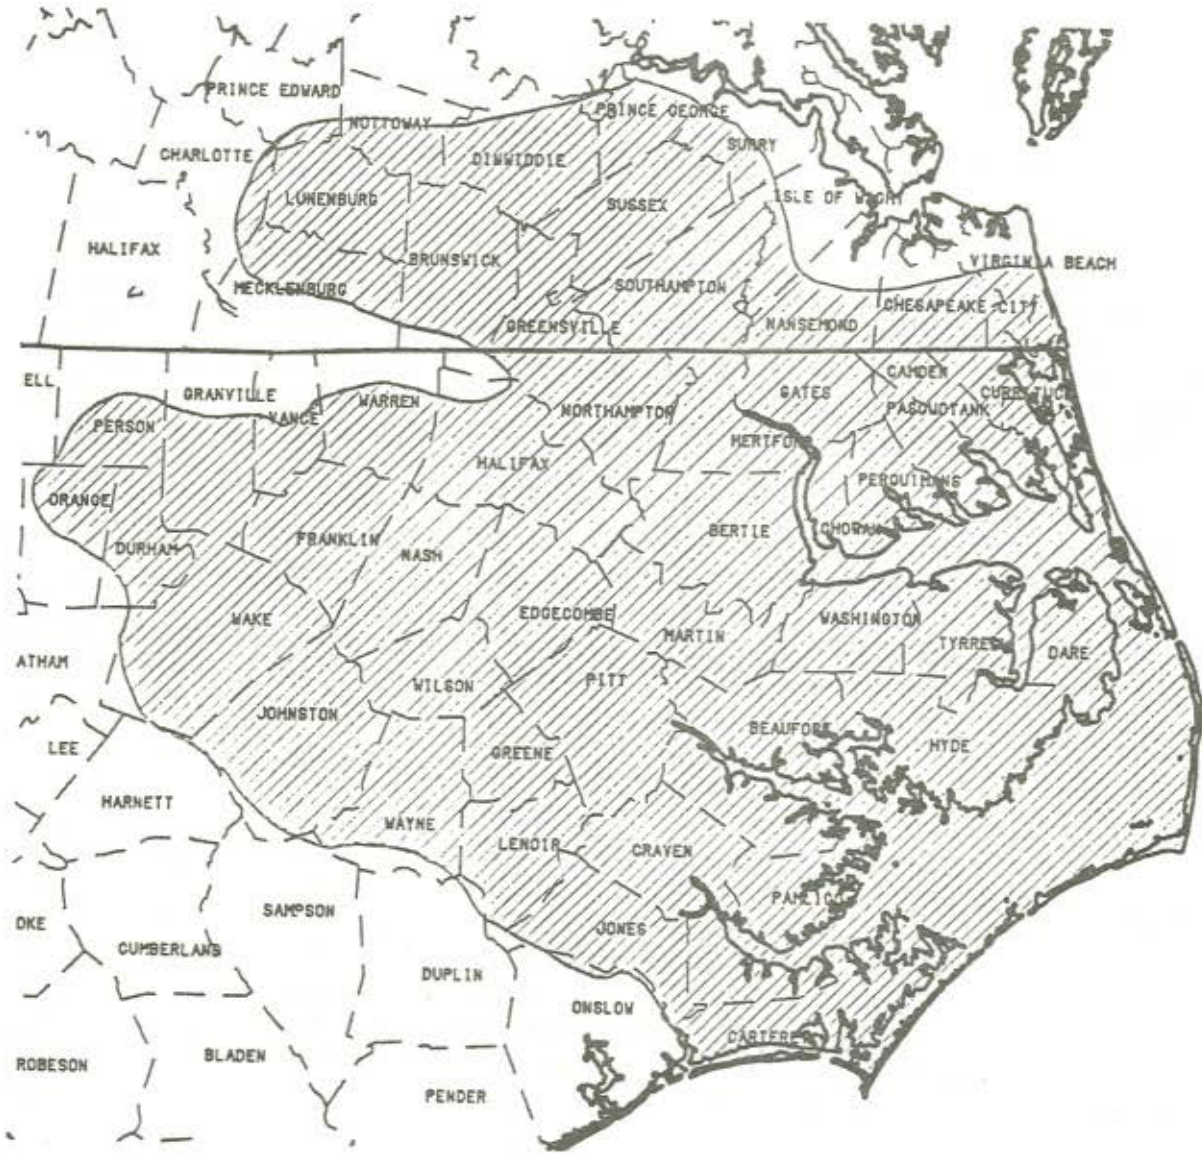 PRINCE EDWARD
PRINCE GEORGE
NOTTOWAY
SURRY
CHARLOTTE
DINWIDDIE
LUNENBURG
ISLE OF WIGHT
SUSSEX
HALIFAX
BRUNSWICK
VIRGINIA BEACH
MECKLENBURG
SOUTHAMPTON
CHESAPEAKE CITY
GREENSVILLE
NANSEMOND
ELL
GRANVILLE
WARREN
VANCE
GATES
CAMDEN
CURRITUCK
PERSON
NORTHAMPTON
PASQUOTANK
HERTFORD
HALIFAX
PERQUIMANS
ORANGE
CHOWAN
BERTIE
DURHAM
FRANKLIN
NASH
WAKE
EDGECOMBE
MARTIN
WASHINGTON
TYRREL
DARE
ATHAM
WILSON
PITT
JOHNSTON
BEAUFORT
HYDE
LEE
GREENE
HARNETT
WAYNE
LENOIR
CRAVEN
PAMLICO
OKE
SAMPSON
JONES
CUMBERLAND
DUPLIN
ONSLOW
CARTERET
ROBESON
BLADEN
PENDER